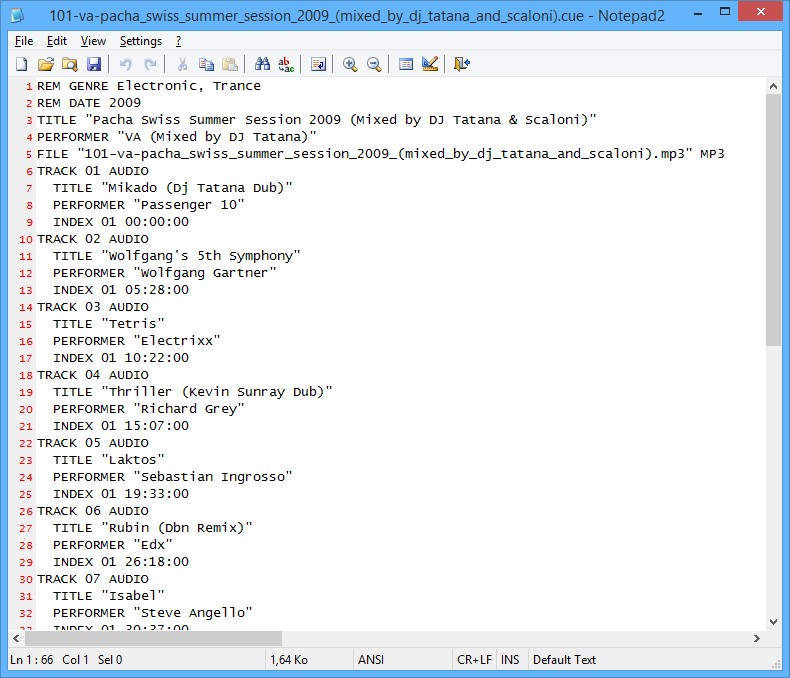 101-va-pacha_swiss_summer_session_2009_(mixed_by_dj_tatana_and_scaloni).cue - Notepad2
File Edit View Settings ?
1 REM GENRE Electronic, Trance
2 REM DATE 2009
3 TITLE "Pacha Swiss Summer Session 2009 (Mixed by DJ Tatana & Scaloni)"
4 PERFORMER "VA (Mixed by DJ Tatana)"
5 FILE "101-va-pacha_swiss_summer_session_2009_(mixed_by_dj_tatana_and_scaloni).mp3" MP3
6 TRACK 01 AUDIO
7 TITLE "Mikado (Dj Tatana Dub)"
8 PERFORMER "Passenger 10"
9 INDEX 01 00:00:00
10 TRACK 02 AUDIO
11 TITLE "Wolfgang's 5th Symphony"
12 PERFORMER "Wolfgang Gartner"
13 INDEX 01 05:28:00
14 TRACK 03 AUDIO
15 TITLE "Tetris"
16 PERFORMER "Electrixx"
17 INDEX 01 10:22:00
18 TRACK 04 AUDIO
19 TITLE "Thriller (Kevin Sunray Dub)"
20 PERFORMER "Richard Grey"
21 INDEX 01 15:07:00
22 TRACK 05 AUDIO
23 TITLE "Laktos"
24 PERFORMER "Sebastian Ingrosso"
25 INDEX 01 19:33:00
26 TRACK 06 AUDIO
27 TITLE "Rubin (Dbn Remix)"
28 PERFORMER "Edx"
29 INDEX 01 26:18:00
30 TRACK 07 AUDIO
31 TITLE "Isabel"
32 PERFORMER "Steve Angello"
33 INDEX 01 30:37:00
Ln 1 : 66 Col 1 Sel 0 1,64 Ko ANSI CR+LF INS Default Text